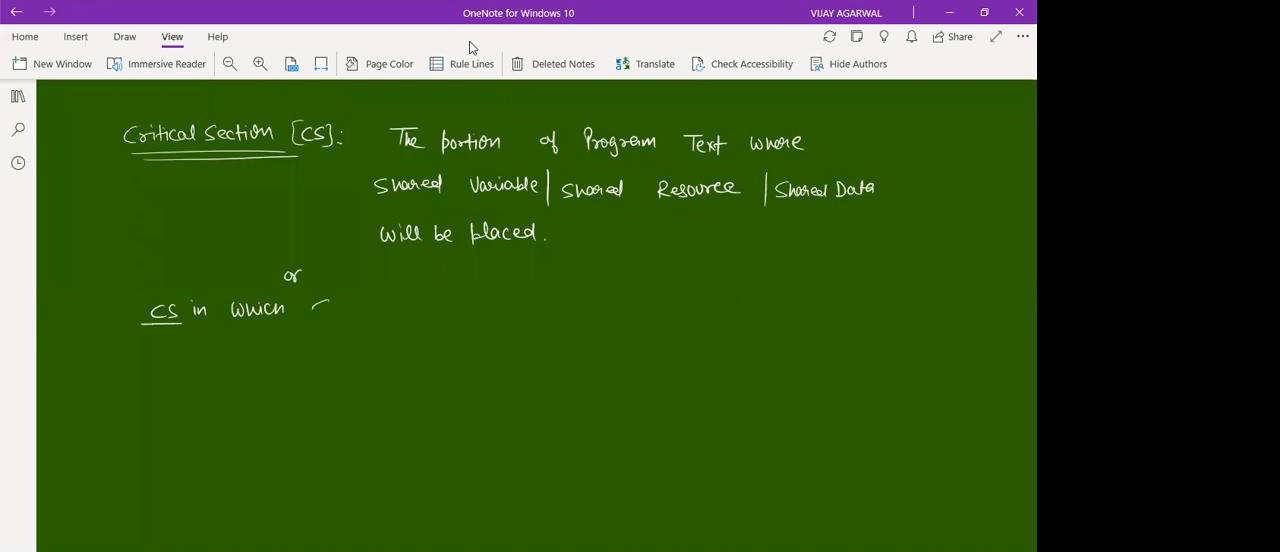 OneNote for Windows 10
VIJAY AGARWAL
Home Insert Draw View Help
Share
New Window Immersive Reader Page Color Rule Lines Deleted Notes Translate Check Accessibility Hide Authors
Critical Section [CS]: The portion of Program Text where
Shared Variable | Shared Resource | Shared Data
will be placed.
or
CS in which